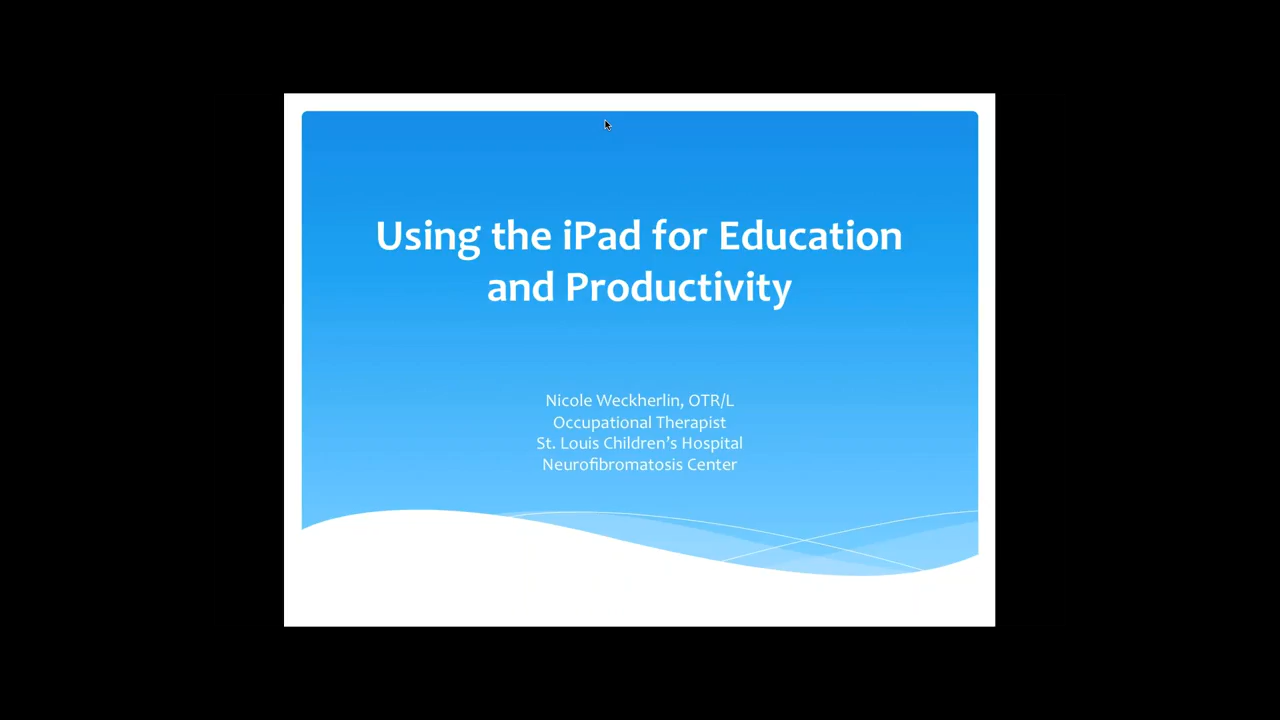 Using the iPad for Education
and Productivity
Nicole Weckherlin, OTR/L
Occupational Therapist
St. Louis Children's Hospital
Neurofibromatosis Center